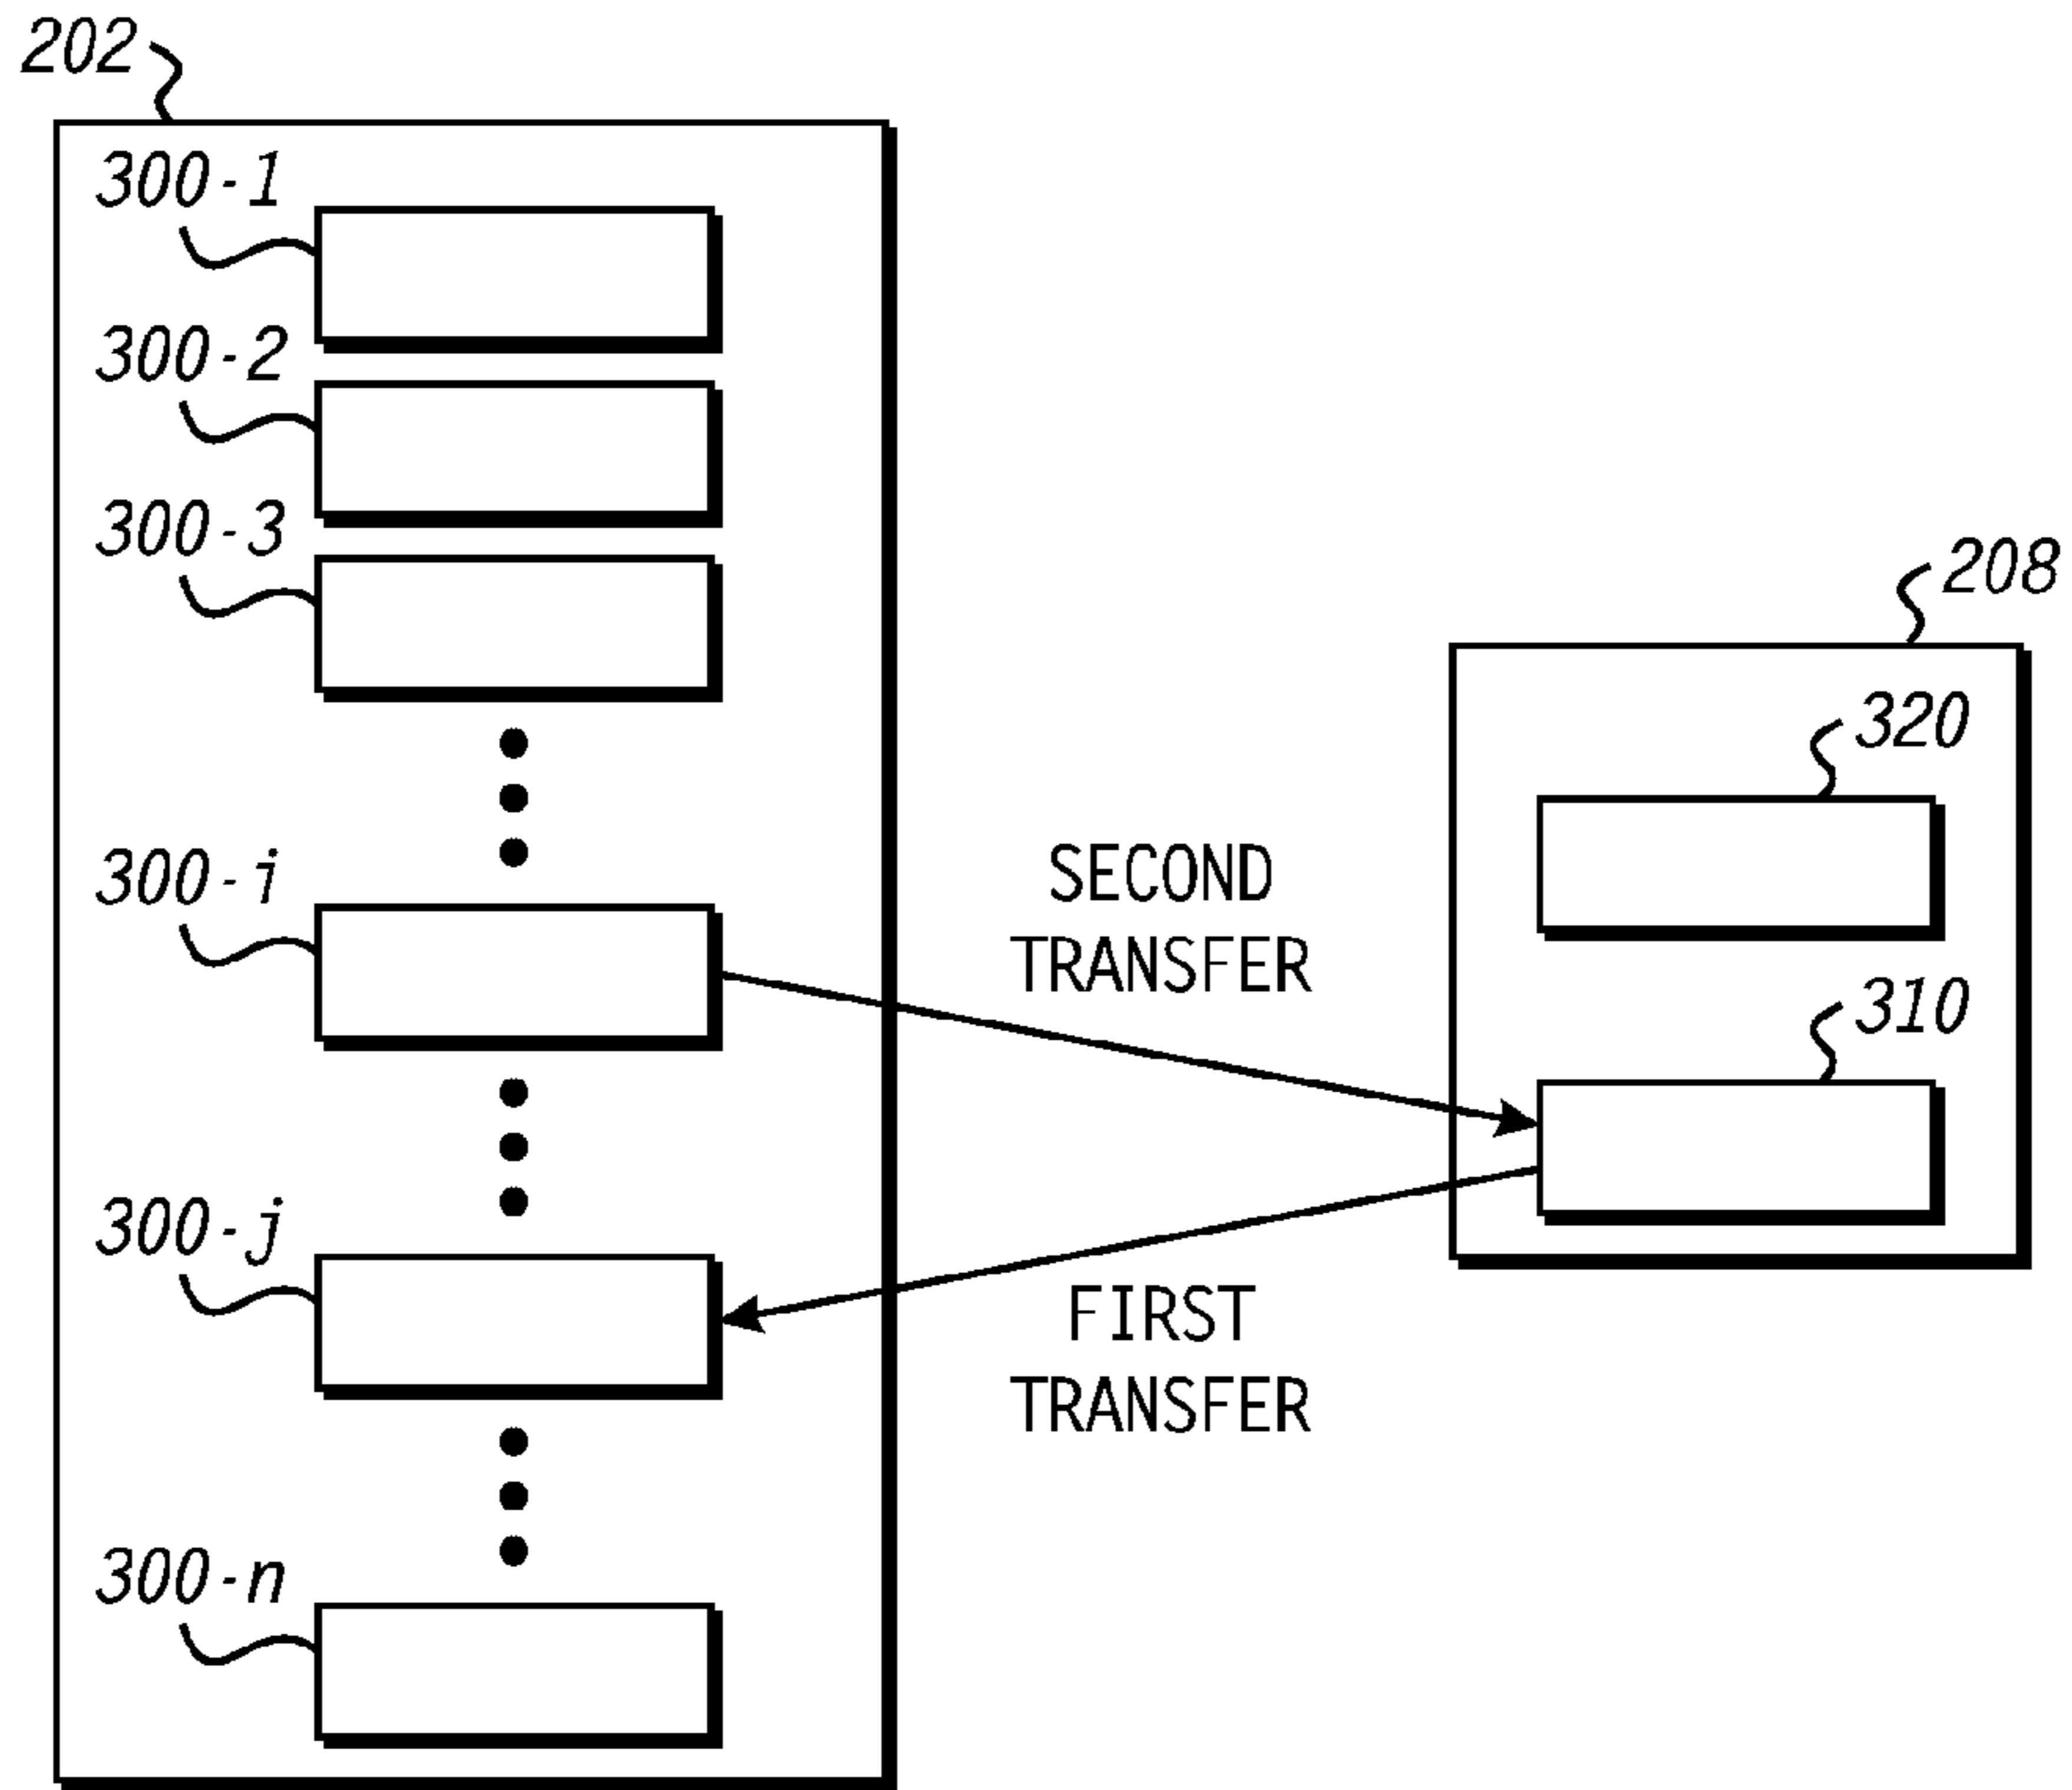 202
300-1
300-2
300-3
208
320
300-i
SECOND
TRANSFER
310
300-j
FIRST
TRANSFER
300-n